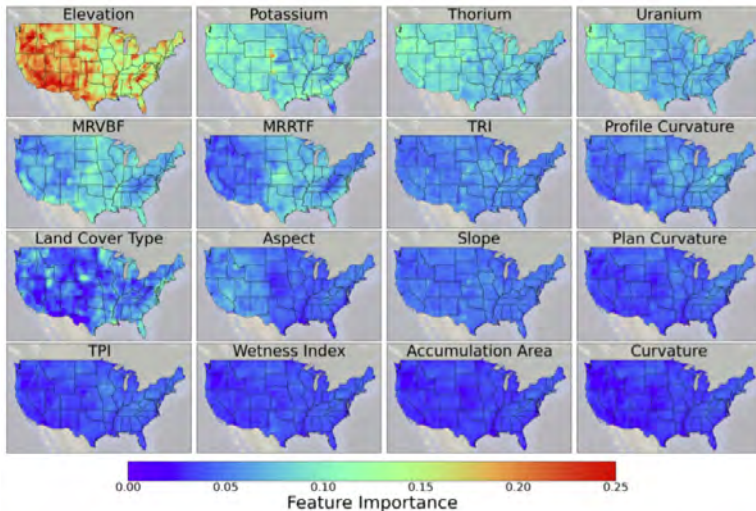 Elevation Potassium Thorium Uranium
MRVBF MRRTF TRI Profile Curvature
Land Cover Type Aspect Slope Plan Curvature
TPI Wetness Index Accumulation Area Curvature
0.00 0.05 0.10 0.15 0.20 0.25
Feature Importance